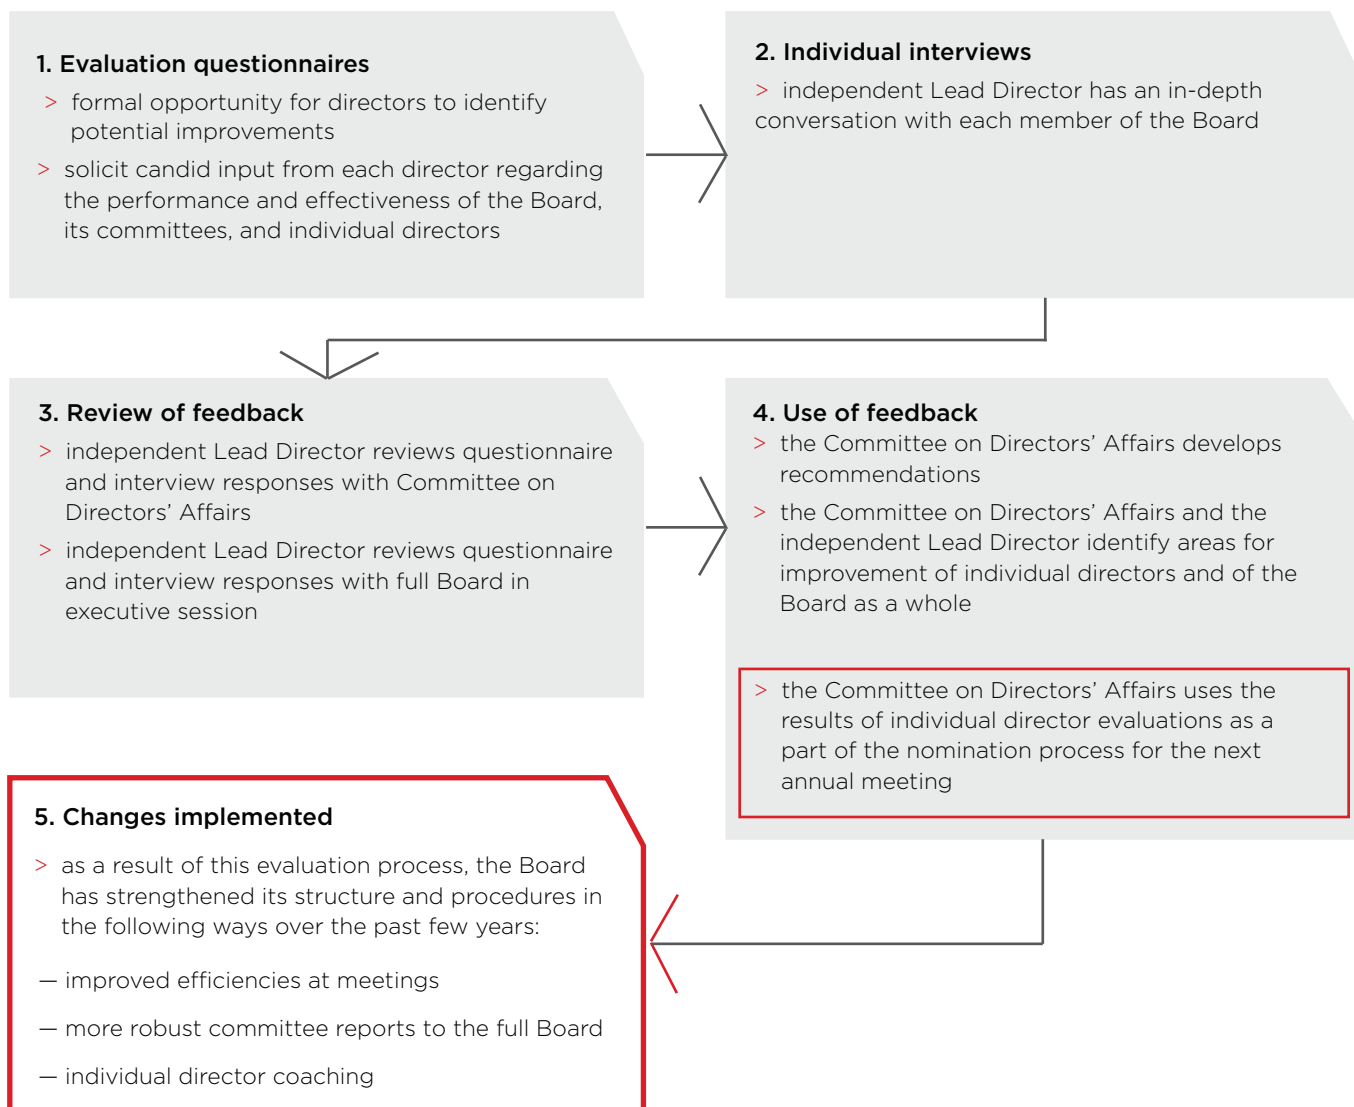 1. Evaluation questionnaires
> formal opportunity for directors to identify
potential improvements
> solicit candid input from each director regarding
the performance and effectiveness of the Board,
its committees, and individual directors
2. Individual interviews
> independent Lead Director has an in-depth
conversation with each member of the Board
3. Review of feedback
> independent Lead Director reviews questionnaire
and interview responses with Committee on
Directors’ Affairs
> independent Lead Director reviews questionnaire
and interview responses with full Board in
executive session
4. Use of feedback
> the Committee on Directors’ Affairs develops
recommendations
> the Committee on Directors’ Affairs and the
independent Lead Director identify areas for
improvement of individual directors and of the
Board as a whole
> the Committee on Directors’ Affairs uses the
results of individual director evaluations as a
part of the nomination process for the next
annual meeting
5. Changes implemented
> as a result of this evaluation process, the Board
has strengthened its structure and procedures in
the following ways over the past few years:
— improved efficiencies at meetings
— more robust committee reports to the full Board
— individual director coaching